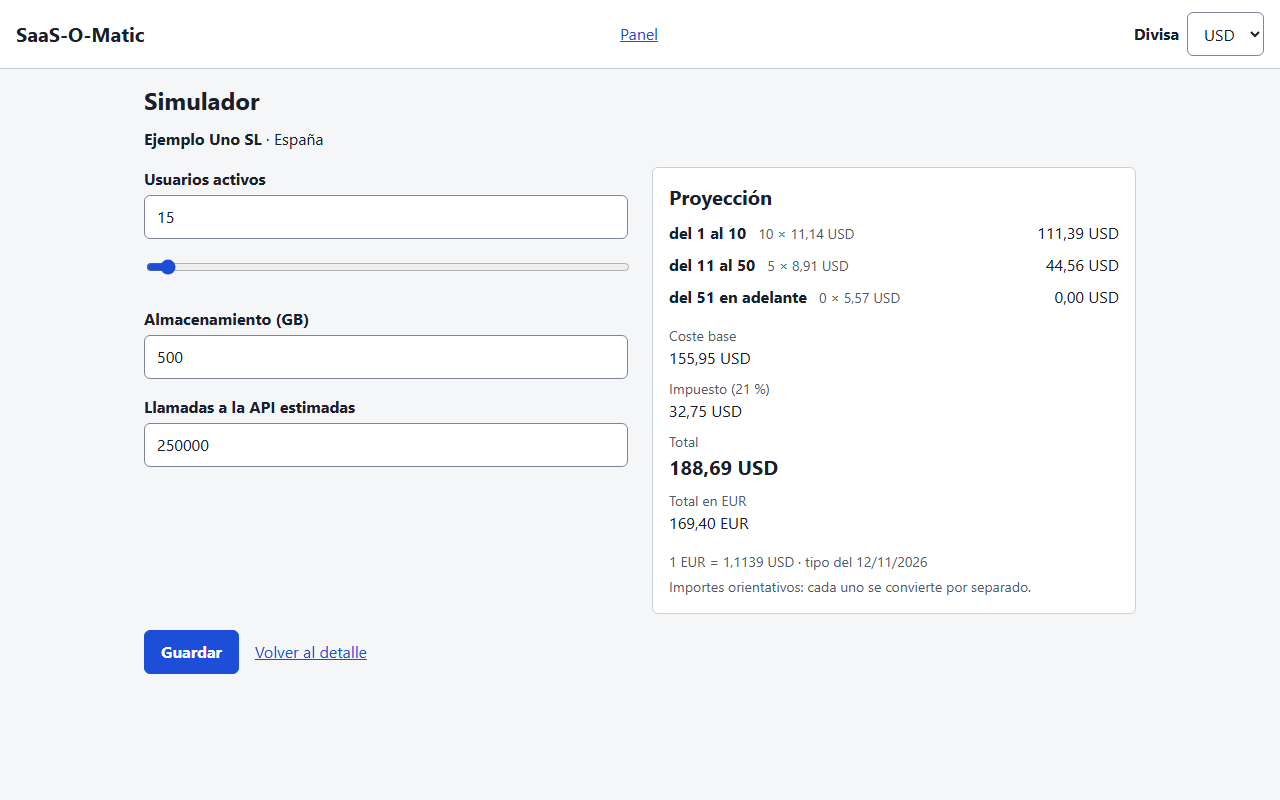 SaaS-O-Matic
Panel
Divisa USD
Simulador
Ejemplo Uno SL · España
Usuarios activos
15
Almacenamiento (GB)
500
Llamadas a la API estimadas
250000
Proyección
del 1 al 10 10 × 11,14 USD 111,39 USD
del 11 al 50 5 × 8,91 USD 44,56 USD
del 51 en adelante 0 × 5,57 USD 0,00 USD
Coste base
155,95 USD
Impuesto (21 %)
32,75 USD
Total
188,69 USD
Total en EUR
169,40 EUR
1 EUR = 1,1139 USD · tipo del 12/11/2026
Importes orientativos: cada uno se convierte por separado.
Guardar
Volver al detalle